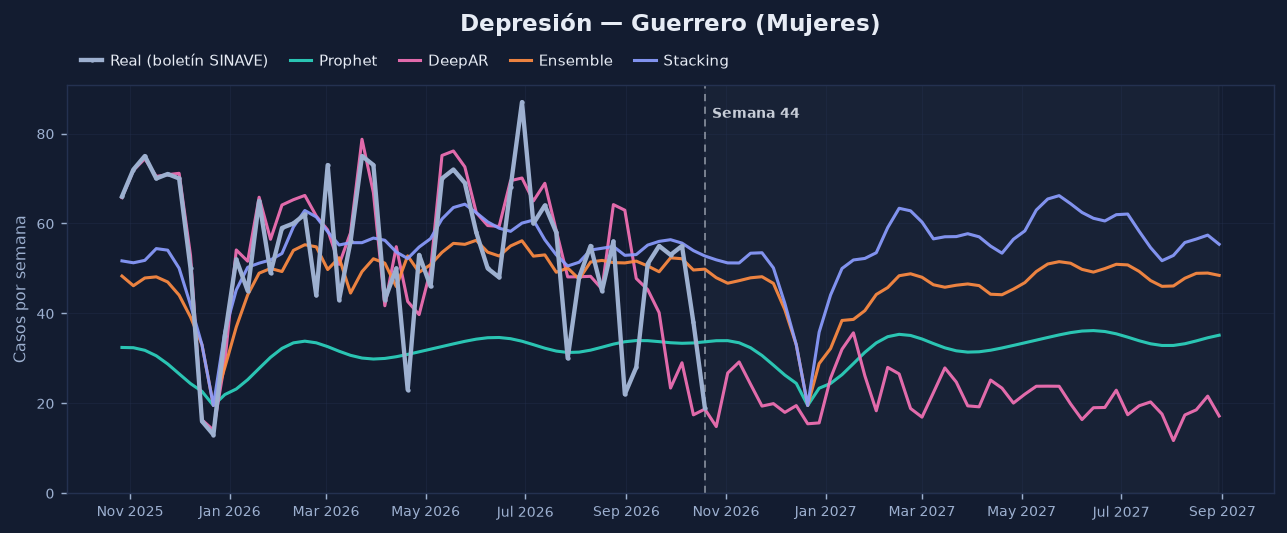 Depresión — Guerrero (Mujeres)
Real (boletín SINAVE) Prophet DeepAR Ensemble Stacking
Semana 44
Casos por semana
80
60
40
20
0
Nov 2025 Jan 2026 Mar 2026 May 2026 Jul 2026 Sep 2026 Nov 2026 Jan 2027 Mar 2027 May 2027 Jul 2027 Sep 2027